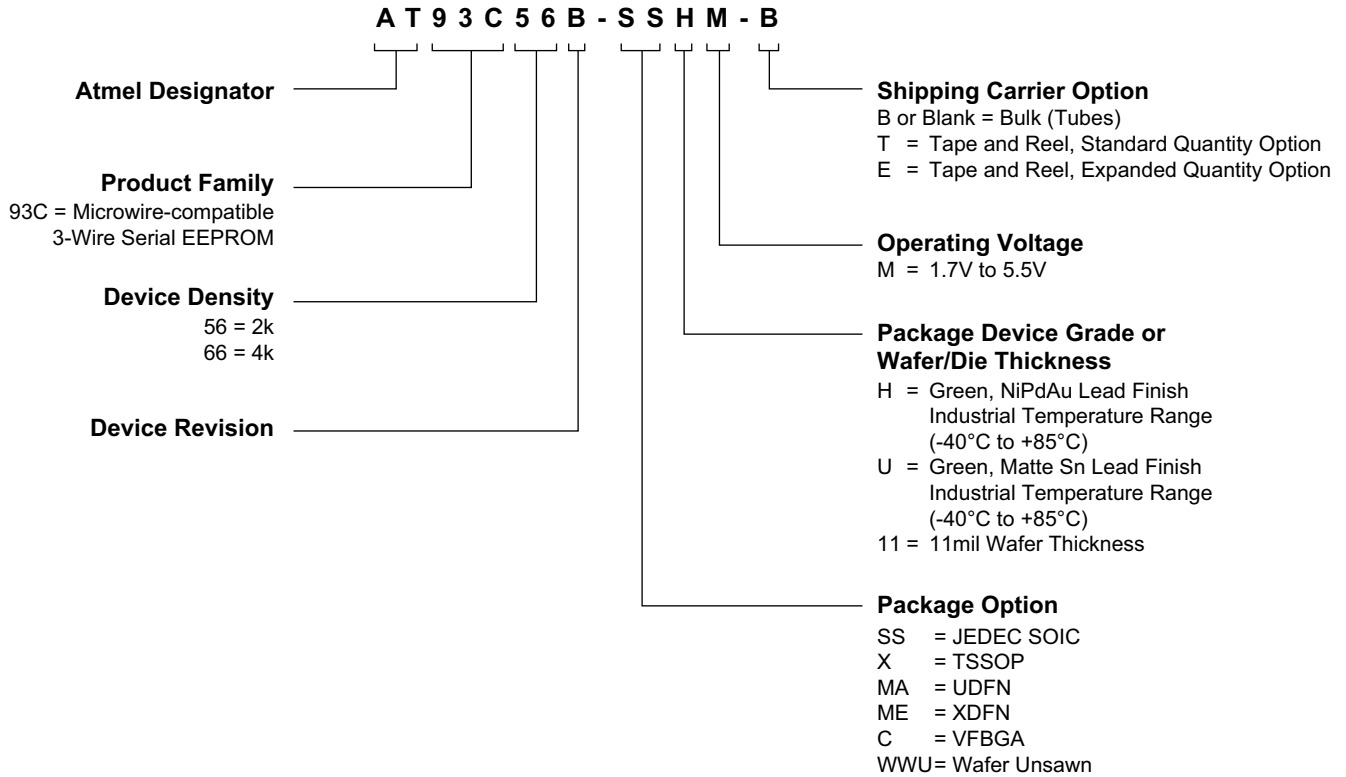 AT93C56B-SSHM-B
Atmel Designator
Product Family
93C = Microwire-compatible
3-Wire Serial EEPROM
Device Density
56 = 2k
66 = 4k
Device Revision
Shipping Carrier Option
B or Blank = Bulk (Tubes)
T = Tape and Reel, Standard Quantity Option
E = Tape and Reel, Expanded Quantity Option
Operating Voltage
M = 1.7V to 5.5V
Package Device Grade or
Wafer/Die Thickness
H = Green, NiPdAu Lead Finish
Industrial Temperature Range
(-40°C to +85°C)
U = Green, Matte Sn Lead Finish
Industrial Temperature Range
(-40°C to +85°C)
11 = 11mil Wafer Thickness
Package Option
SS = JEDEC SOIC
X = TSSOP
MA = UDFN
ME = XDFN
C = VFBGA
WWU= Wafer Unsawn